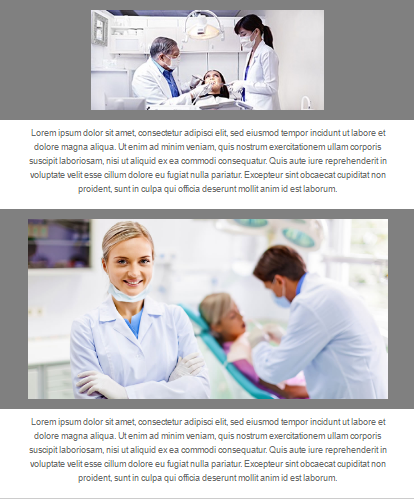 Lorem ipsum dolor sit amet, consectetur adipisci elit, sed eiusmod tempor incidunt ut labore et
dolore magna aliqua. Ut enim ad minim veniam, quis nostrum exercitationem ullam corporis
suscipit laboriosam, nisi ut aliquid ex ea commodi consequatur. Quis aute iure reprehenderit in
voluptate velit esse cillum dolore eu fugiat nulla pariatur. Excepteur sint obcaecat cupiditat non
proident, sunt in culpa qui officia deserunt mollit anim id est laborum.
Lorem ipsum dolor sit amet, consectetur adipisci elit, sed eiusmod tempor incidunt ut labore et
dolore magna aliqua. Ut enim ad minim veniam, quis nostrum exercitationem ullam corporis
suscipit laboriosam, nisi ut aliquid ex ea commodi consequatur. Quis aute iure reprehenderit in
voluptate velit esse cillum dolore eu fugiat nulla pariatur. Excepteur sint obcaecat cupiditat non
proident, sunt in culpa qui officia deserunt mollit anim id est laborum.